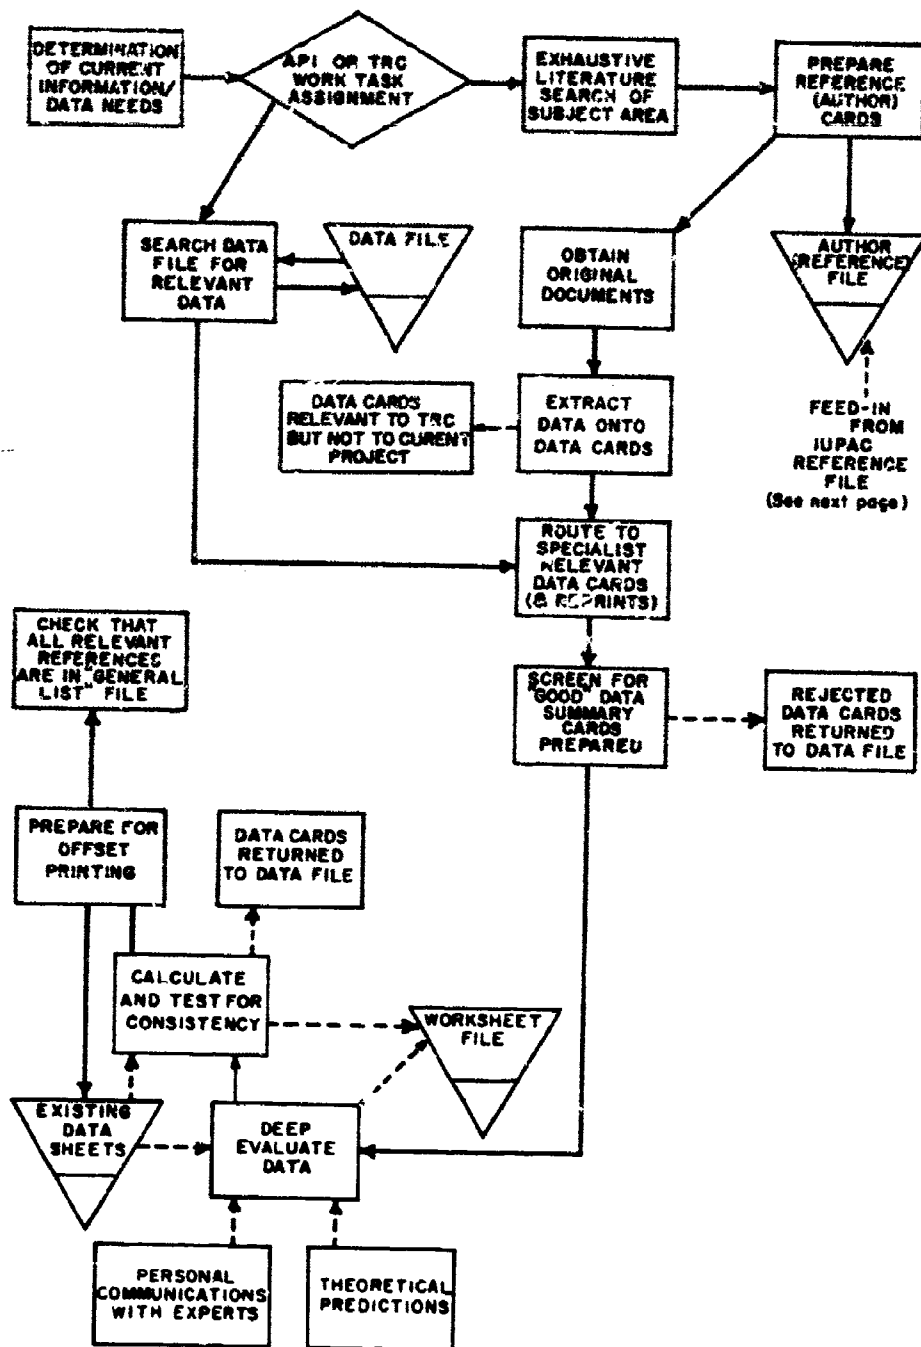 DETERMINATION
OF CURRENT
INFORMATION/
DATA NEEDS
API OR TRC
WORK TASK
ASSIGNMENT
EXHAUSTIVE
LITERATURE
SEARCH OF
SUBJECT AREA
PREPARE
REFERENCE
(AUTHOR)
CARDS
SEARCH DATA
FILE FOR
RELEVANT
DATA
DATA FILE
OBTAIN
ORIGINAL
DOCUMENTS
AUTHOR
(REFERENCE)
FILE
DATA CARDS
RELEVANT TO TRC
BUT NOT TO CURENT
PROJECT
EXTRACT
DATA ONTO
DATA CARDS
FEED-IN
FROM
IUPAC
REFERENCE
FILE
(See next page)
ROUTE TO
SPECIALIST
RELEVANT
DATA CARDS
(& REPRINTS)
CHECK THAT
ALL RELEVANT
REFERENCES
ARE IN "GENERAL
LIST" FILE
SCREEN FOR
"GOOD" DATA
SUMMARY
CARDS
PREPARED
REJECTED
DATA CARDS
RETURNED
TO DATA FILE
PREPARE FOR
OFFSET
PRINTING
DATA CARDS
RETURNED
TO DATA FILE
CALCULATE
AND TEST FOR
CONSISTENCY
WORKSHEET
FILE
EXISTING
DATA
SHEETS
DEEP
EVALUATE
DATA
PERSONAL
COMMUNICATIONS
WITH EXPERTS
THEORETICAL
PREDICTIONS